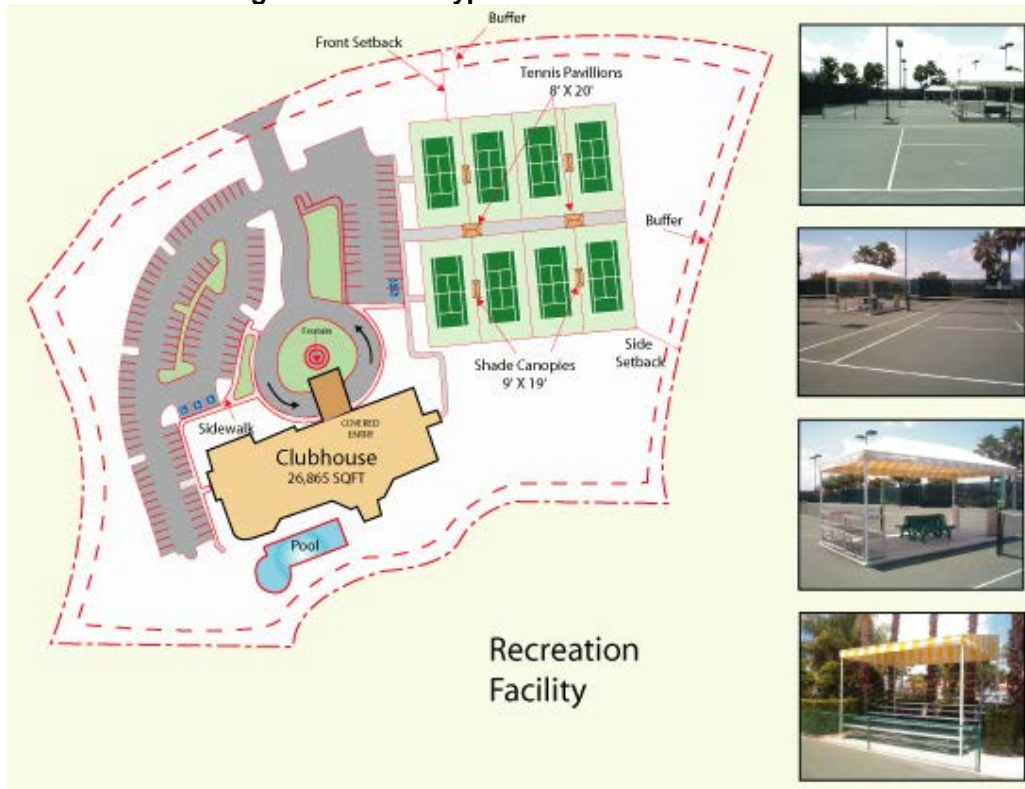 Buffer
Front Setback
Tennis Pavillions
8' X 20'
Buffer
Fountain
Side
Setback
Shade Canopies
9' X 19'
Sidewalk
COVERED
ENTRY
Clubhouse
26,865 SQFT
Pool
Recreation
Facility